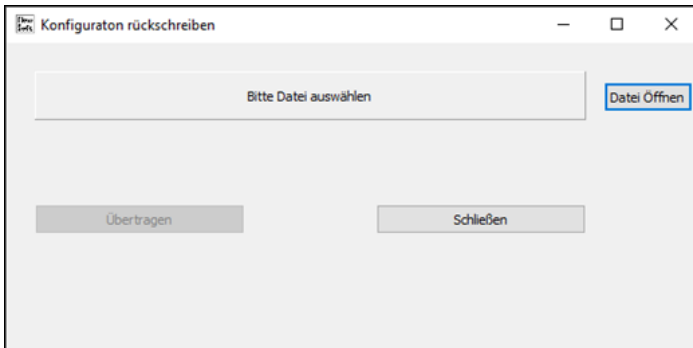 Konfiguraton rückschreiben
Bitte Datei auswählen
Datei Öffnen
Übertragen
Schließen